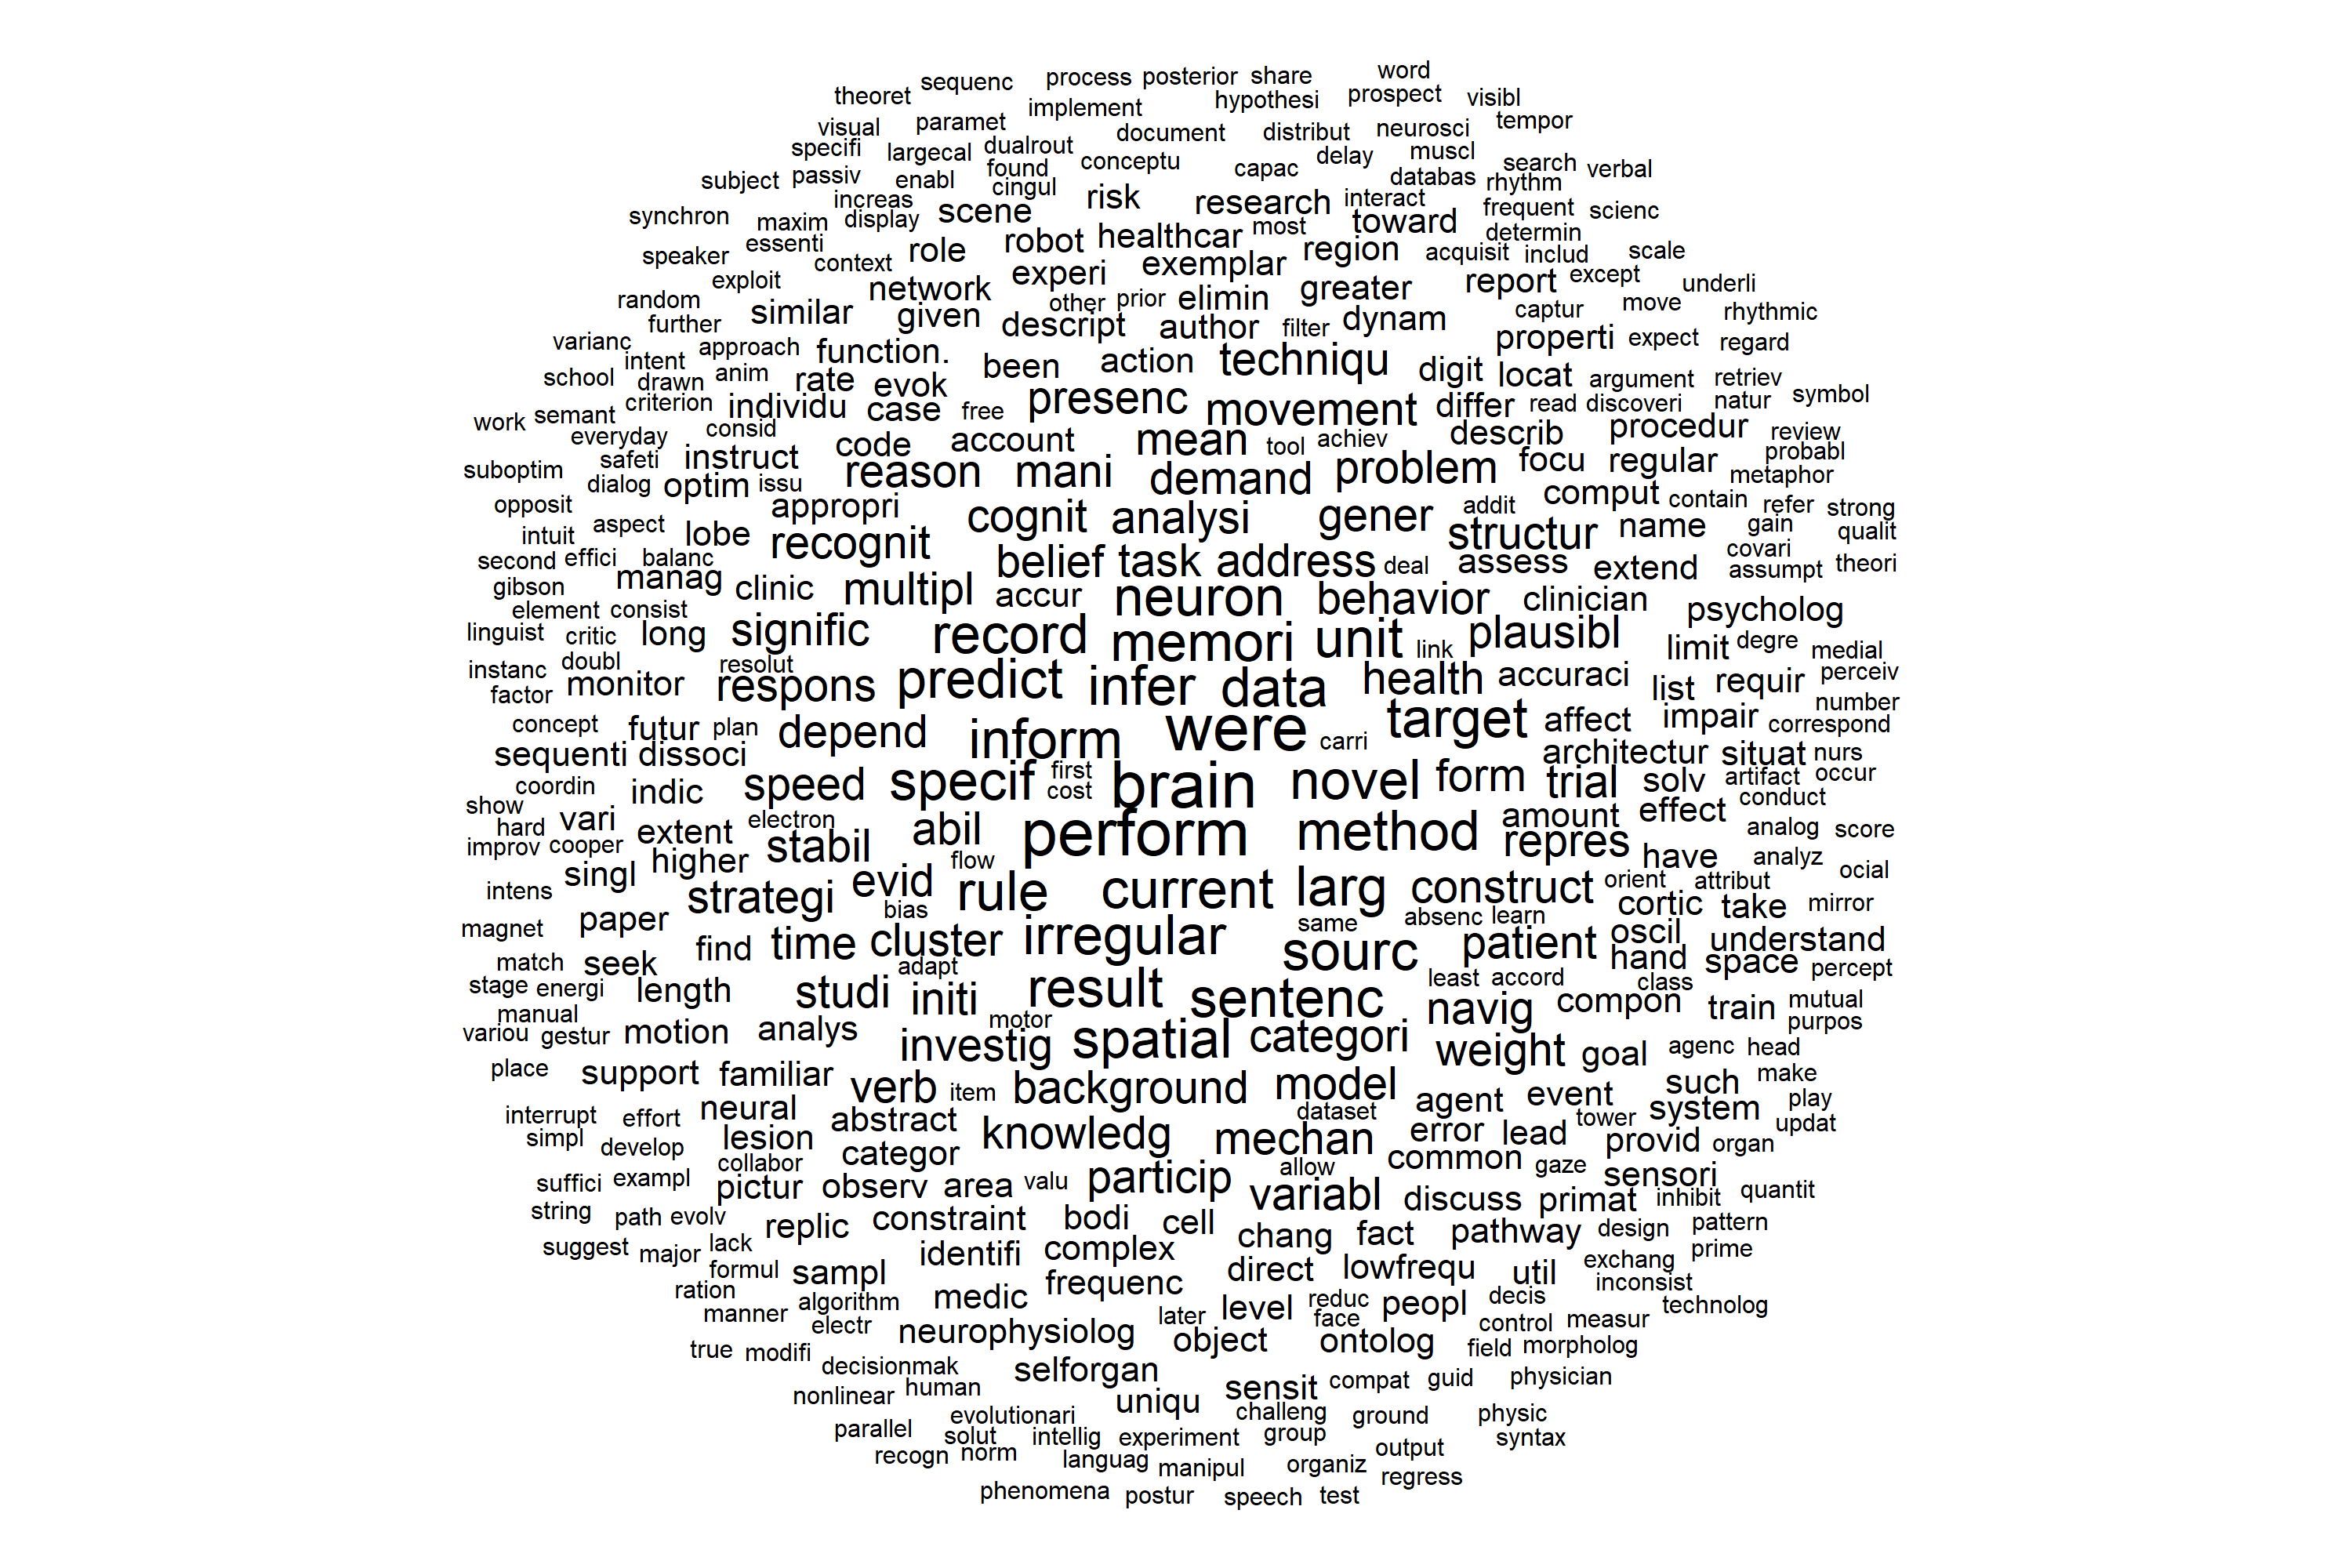 word
sequenc process posterior share
theoret implement hypothesi prospect visibl
visual paramet document distribut neurosci tempor
specifi largecal dualrout conceptu capac delay muscl search verbal
subject passiv enabl found cingul databas rhythm
increas risk research interact frequent scienc
synchron maxim display scene most toward determin
speaker essenti role robot healthcar region acquisit includ scale
exploit context experi exemplar report except underli
random network other prior elimin greater captur move rhythmic
further similar given descript author filter dynam properti expect regard
varianc intent approach function. been action techniqu digit locat argument retriev
school drawn anim rate evok presenc movement differ read discoveri natur symbol
work semant criterion individu case free
everyday consid code account mean tool achiev describ procedur review probabl
suboptim safeti instruct reason mani demand problem focu regular metaphor
dialog optim issu comput contain refer strong
opposit appropri cognit analysi gener addit structur name gain qualit
intuit aspect lobe recognit covari
second effici balanc belief task address deal assess extend assumpt theori
gibson manag clinic multipl accur neuron behavior clinician psycholog
element consist
linguist critic long signific record memori unit link plausibl limit degre medial
instanc doubl resolut perceiv
factor monitor respons predict infer data health accuraci list requir number
concept futur plan depend inform were carri target affect impair correspond
sequenti dissoci architectur situat nurs
coordin indic speed specif first cost brain novel form trial solv artifact occur
show conduct
hard vari extent electron stabil abil perform method amount effect analog score
improv cooper repres
singl higher flow have analyz ocial
intens strategi evid bias rule current larg construct orient attribut
magnet paper same absenc learn cortic take mirror
find time cluster irregular sourc patient oscil understand
match seek adapt hand space percept
stage energi length studi initi result sentenc least accord class
manual navig compon train mutual
variou gestur motion analys motor purpos
investig spatial categori weight goal agenc head
place support familiar verb item background model agent event such make
interrupt effort neural abstract dataset tower system play
simpl develop lesion knowledg mechan error lead provid organ updat
collabor categor common gaze
suffici exampl pictur observ area valu particip allow variabl discuss primat sensori inhibit quantit
string path evolv replic constraint bodi cell chang fact pathway design pattern
suggest major lack identifi complex exchang prime
formul sampl frequenc direct lowfrequ util inconsist
ration algorithm medic later level reduc peopl decis technolog
manner electr neurophysiolog face object ontolog control measur
true modifi field morpholog
decisionmak selforgan compat guid physician
nonlinear human uniqu sensit
parallel evolutionari challeng ground physic
solut intellig experiment group syntax
recogn norm languag manipul organiz output regress
phenomena postur speech test